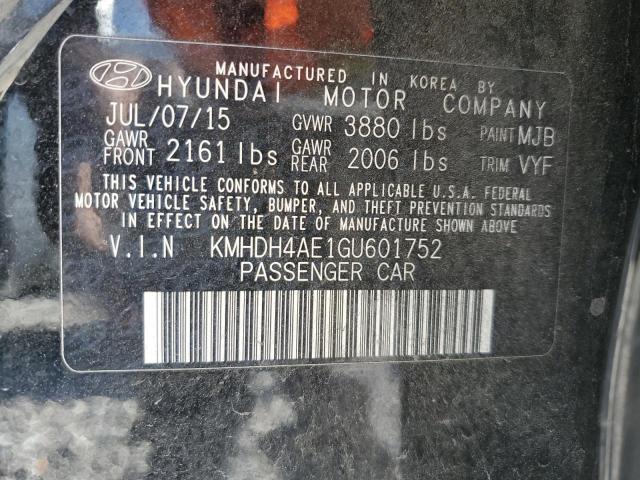 MANUFACTURED IN KOREA BY
HYUNDAI MOTOR COMPANY
JUL/07/15 GVWR 3880 lbs PAINT MJB
GAWR FRONT 2161 lbs GAWR REAR 2006 lbs TRIM VYF
THIS VEHICLE CONFORMS TO ALL APPLICABLE U.S.A. FEDERAL
MOTOR VEHICLE SAFETY, BUMPER, AND THEFT PREVENTION STANDARDS
IN EFFECT ON THE DATE OF MANUFACTURE SHOWN ABOVE.
V.I.N KMHDH4AE1GU601752
PASSENGER CAR